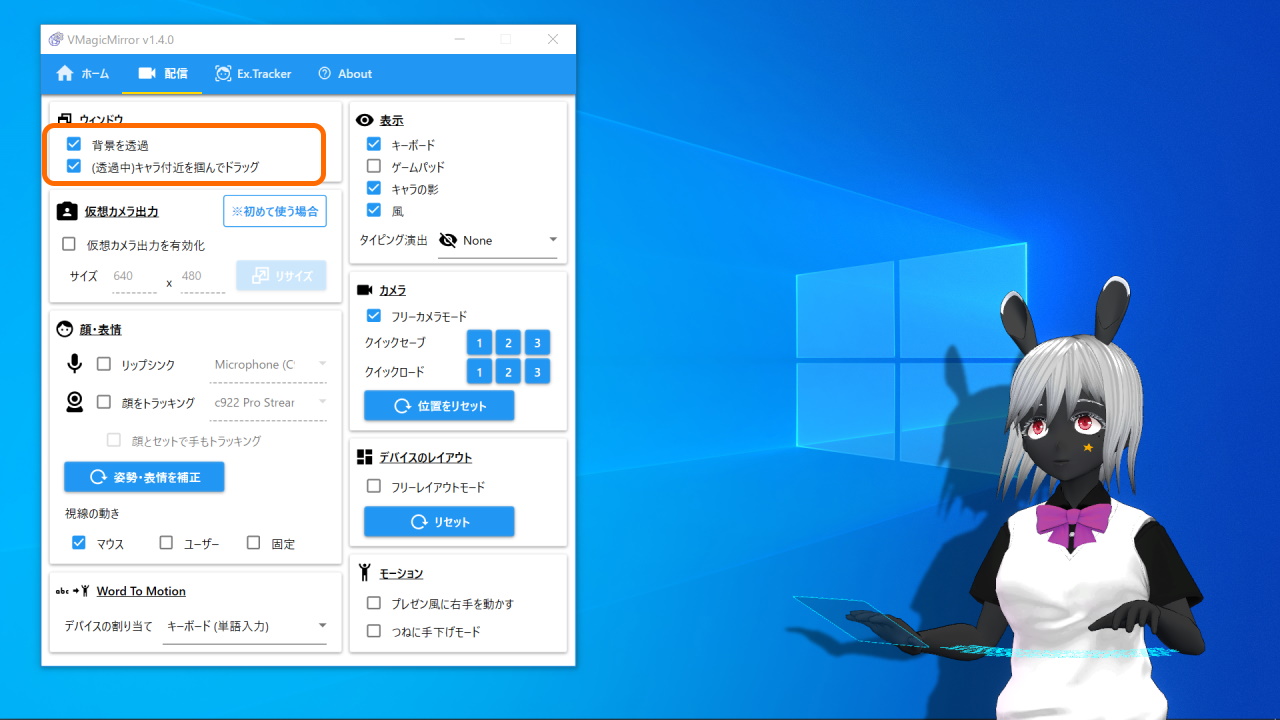 VMagicMirror v1.4.0
ホーム
配信
Ex.Tracker
About
ウィンドウ
背景を透過
(透過中)キャラ付近を掴んでドラッグ
仮想カメラ出力
※初めて使う場合
仮想カメラ出力を有効化
サイズ 640 x 480 リサイズ
顔・表情
リップシンク Microphone (C
顔をトラッキング c922 Pro Strear
顔とセットで手もトラッキング
姿勢・表情を補正
視線の動き
マウス ユーザー 固定
abc Word To Motion
デバイスの割り当て キーボード (単語入力)
表示
キーボード
ゲームパッド
キャラの影
風
タイピング演出 None
カメラ
フリーカメラモード
クイックセーブ 1 2 3
クイックロード 1 2 3
位置をリセット
デバイスのレイアウト
フリーレイアウトモード
リセット
モーション
プレゼン風に右手を動かす
つねに手下げモード